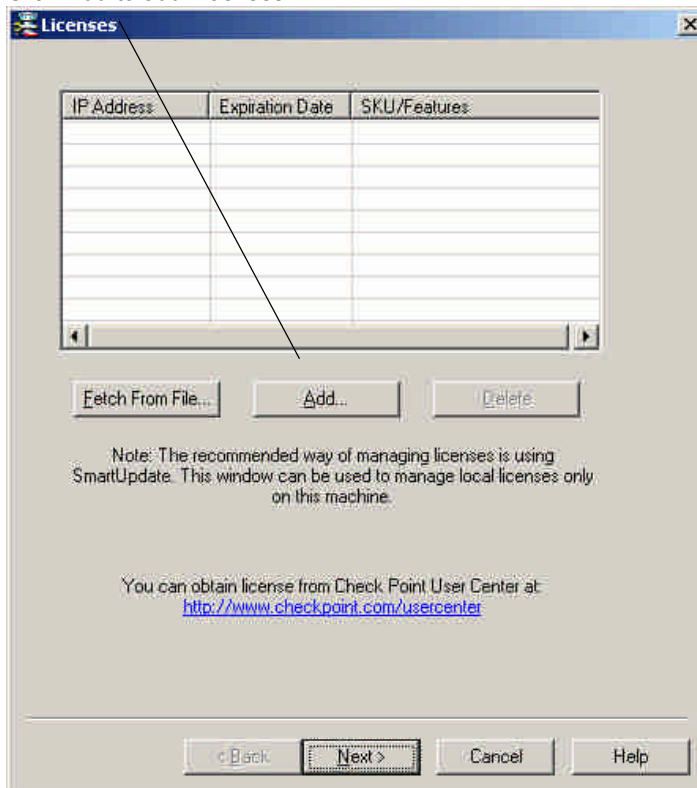 Licenses
IP Address Expiration Date SKU/Features
Fetch From File... Add... Delete
Note: The recommended way of managing licenses is using
SmartUpdate. This window can be used to manage local licenses only
on this machine.
You can obtain license from Check Point User Center at:
http://www.checkpoint.com/usercenter
< Back Next > Cancel Help